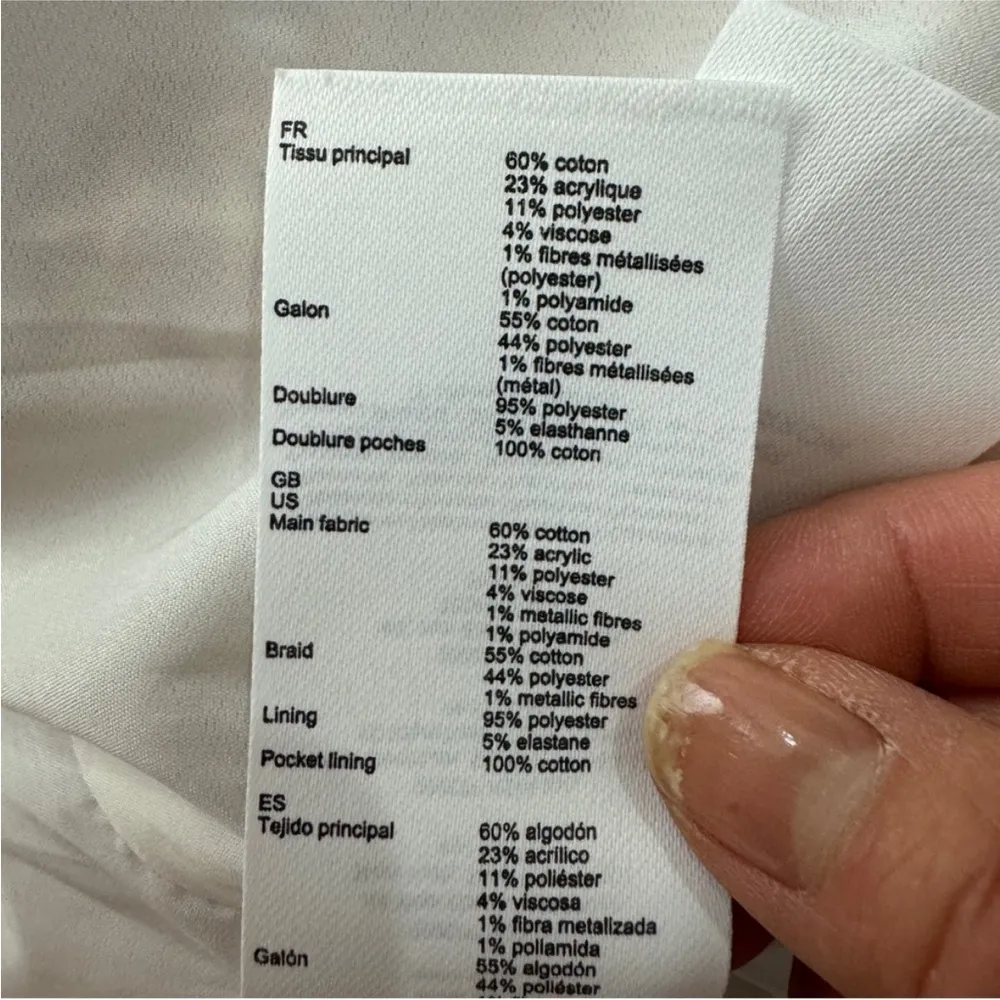 FR
Tissu principal 60% coton
23% acrylique
11% polyester
4% viscose
1% fibres métallisées
(polyester)
1% polyamide
Galon 55% coton
44% polyester
1% fibres métallisées
(métal)
Doublure 95% polyester
5% elasthanne
Doublure poches 100% coton
GB
US
Main fabric 60% cotton
23% acrylic
11% polyester
4% viscose
1% metallic fibres
1% polyamide
Braid 55% cotton
44% polyester
1% metallic fibres
Lining 95% polyester
5% elastane
Pocket lining 100% cotton
ES
Tejido principal 60% algodón
23% acrílico
11% poliéster
4% viscosa
1% fibra metalizada
1% poliamida
Galón 55% algodón
44% poliéster